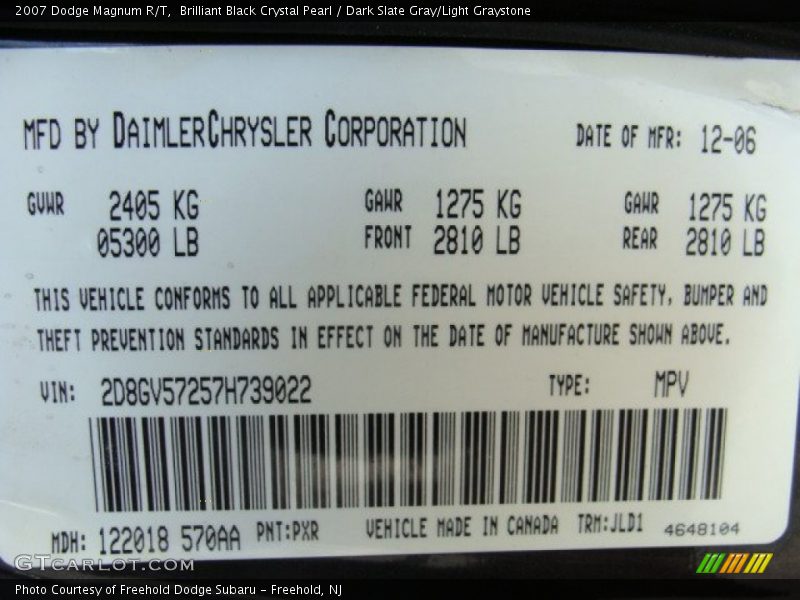 2007 Dodge Magnum R/T,  Brilliant Black Crystal Pearl / Dark Slate Gray/Light Graystone
MFD BY DAIMLERCHRYSLER CORPORATION DATE OF MFR: 12-06
GVWR 2405 KG GAWR 1275 KG GAWR 1275 KG
05300 LB FRONT 2810 LB REAR 2810 LB
THIS VEHICLE CONFORMS TO ALL APPLICABLE FEDERAL MOTOR VEHICLE SAFETY, BUMPER AND
THEFT PREVENTION STANDARDS IN EFFECT ON THE DATE OF MANUFACTURE SHOWN ABOVE.
VIN: 2D8GV57257H739022 TYPE: MPV
MDH: 122018 570AA PNT:PXR VEHICLE MADE IN CANADA TRM:JLD1 4648104
GTCARLOT.COM
Photo Courtesy of Freehold Dodge Subaru - Freehold, NJ